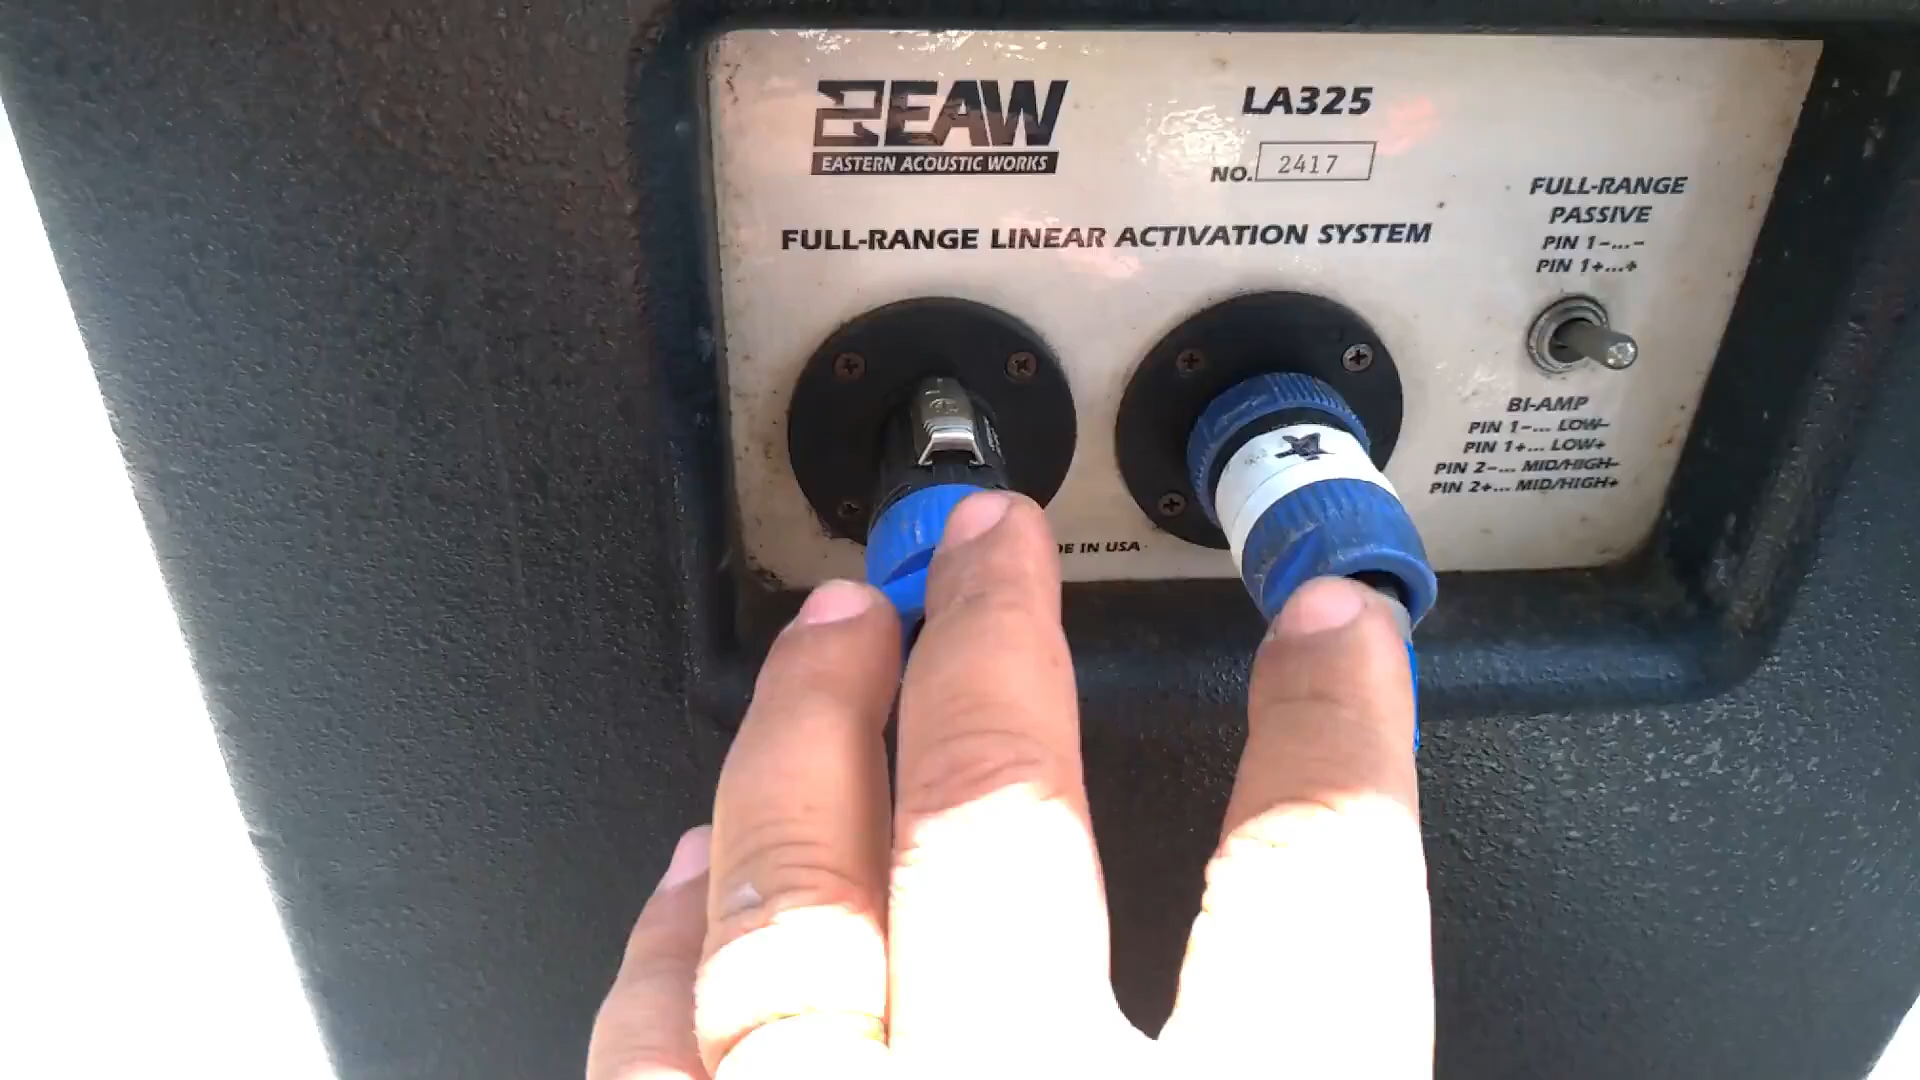 EAW
EASTERN ACOUSTIC WORKS
LA325
NO. 2417
FULL-RANGE LINEAR ACTIVATION SYSTEM
FULL-RANGE
PASSIVE
PIN 1-...-
PIN 1+...+
BI-AMP
PIN 1-... LOW-
PIN 1+... LOW+
PIN 2-... MID/HIGH-
PIN 2+... MID/HIGH+
DE IN USA